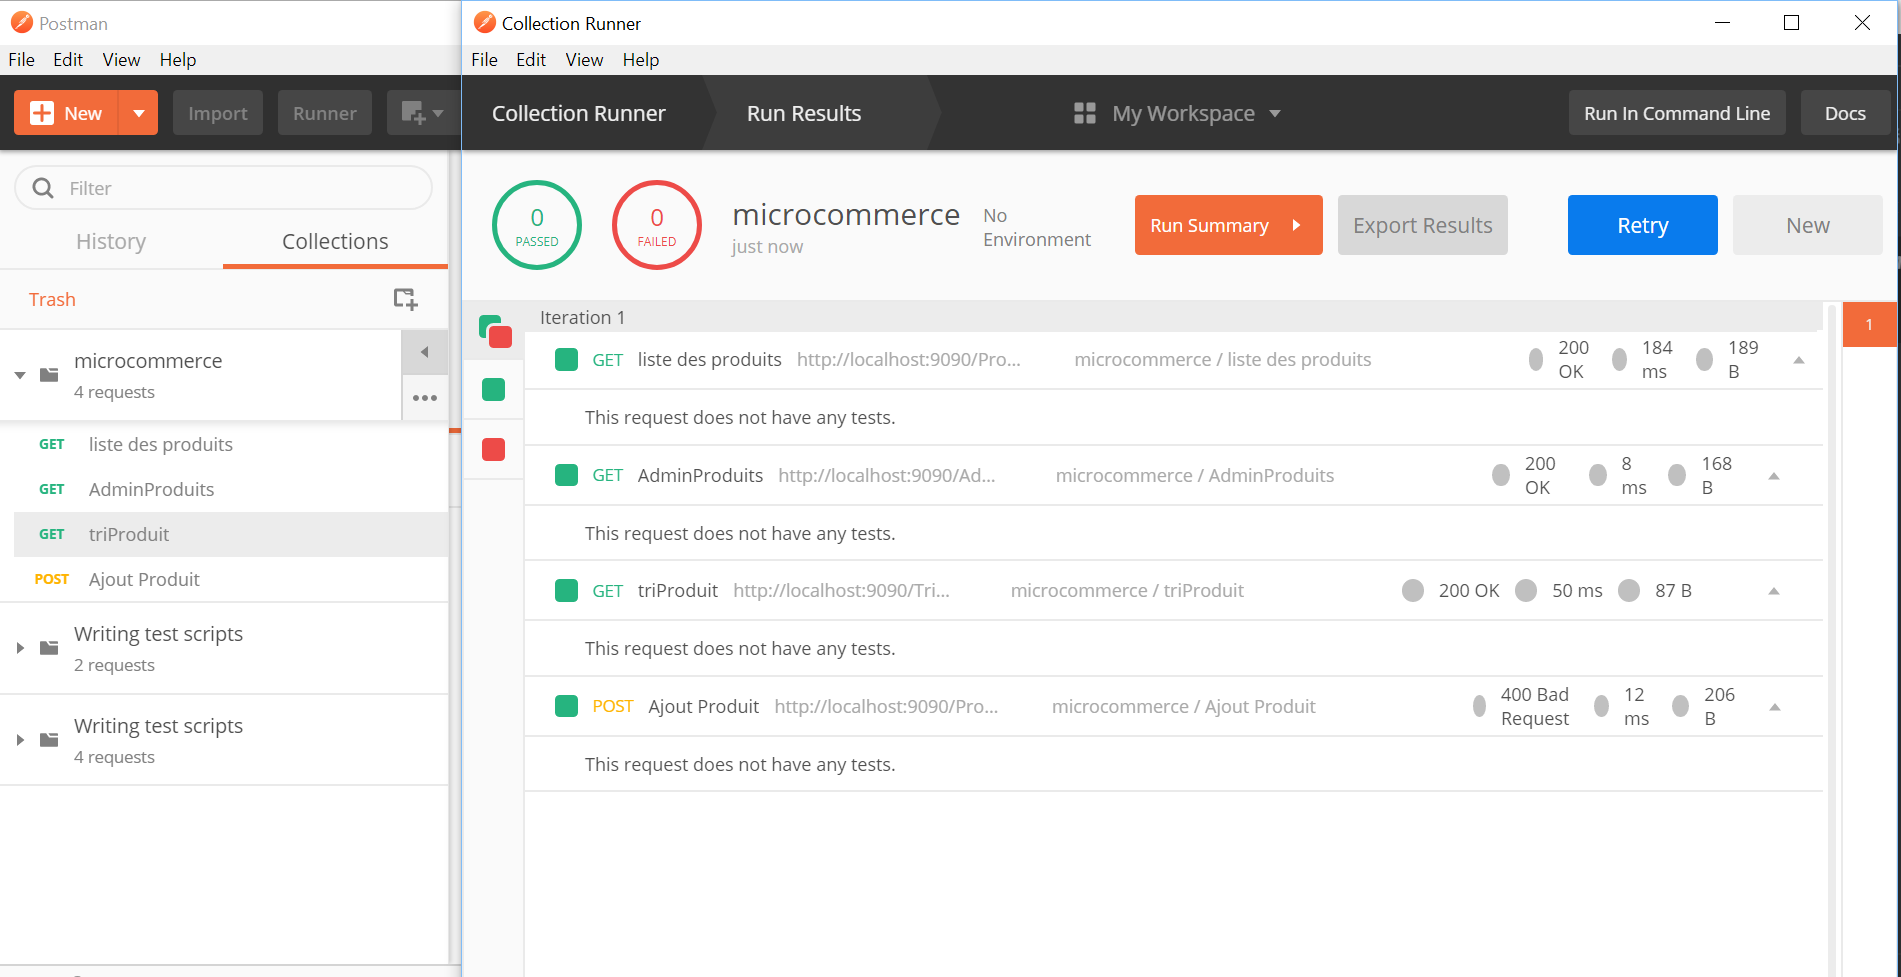 Postman
File Edit View Help
New Import Runner
Filter
History Collections
Trash
microcommerce
4 requests
GET liste des produits
GET AdminProduits
GET triProduit
POST Ajout Produit
Writing test scripts
2 requests
Writing test scripts
4 requests
Collection Runner
File Edit View Help
Collection Runner Run Results My Workspace Run In Command Line Docs
0
PASSED
0
FAILED
microcommerce
just now
No
Environment
Run Summary Export Results Retry New
Iteration 1
1
GET liste des produits http://localhost:9090/Pro... microcommerce / liste des produits 200 OK 184 ms 189 B
This request does not have any tests.
GET AdminProduits http://localhost:9090/Ad... microcommerce / AdminProduits 200 OK 8 ms 168 B
This request does not have any tests.
GET triProduit http://localhost:9090/Tri... microcommerce / triProduit 200 OK 50 ms 87 B
This request does not have any tests.
POST Ajout Produit http://localhost:9090/Pro... microcommerce / Ajout Produit 400 Bad Request 12 ms 206 B
This request does not have any tests.